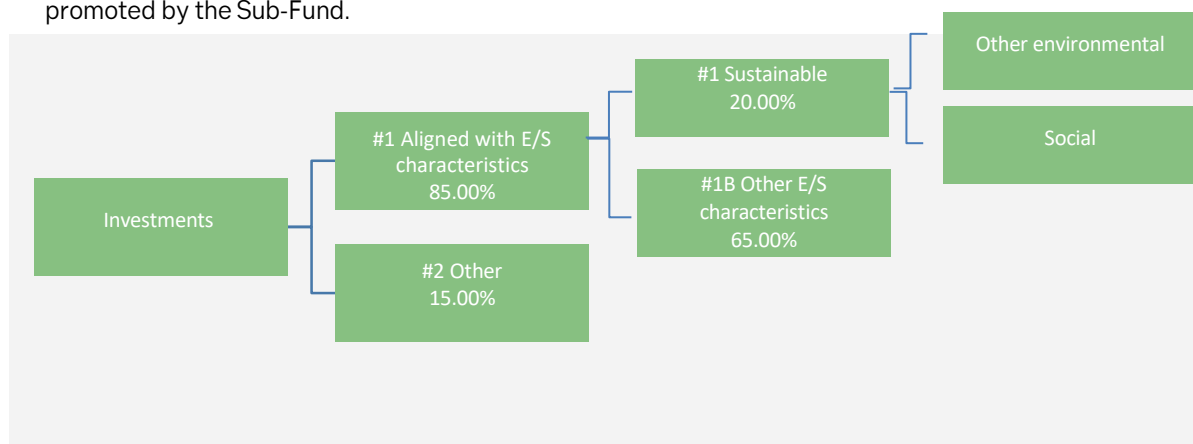 promoted by the Sub-Fund.
Investments
#1 Aligned with E/S
characteristics
85.00%
#2 Other
15.00%
#1 Sustainable
20.00%
#1B Other E/S
characteristics
65.00%
Other environmental
Social